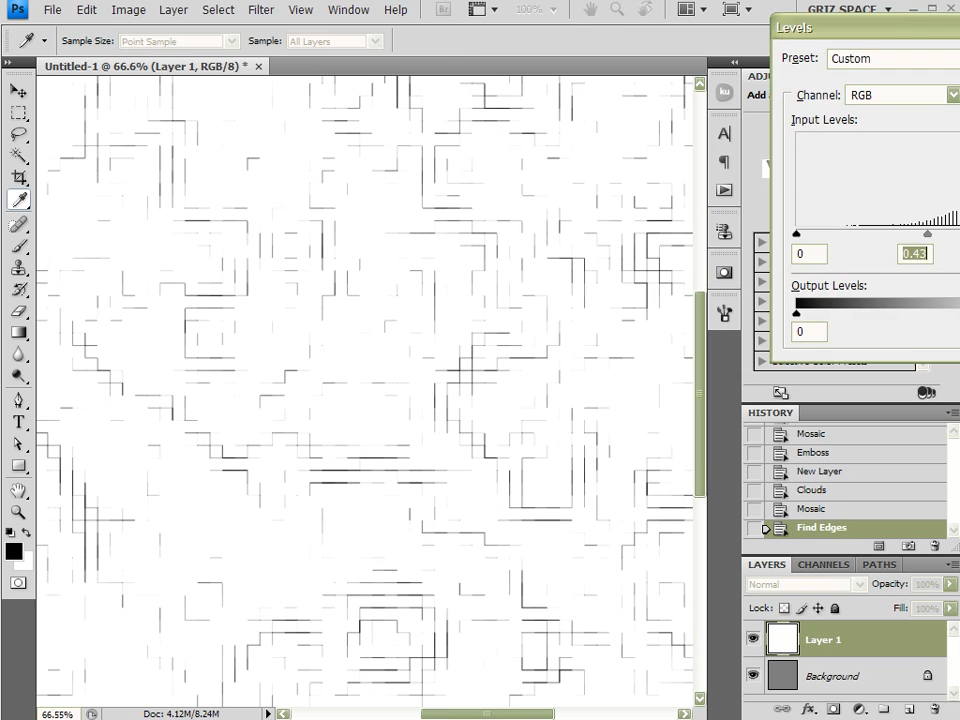 Ps File Edit Image Layer Select Filter View Window Help Br 100% GRIZ SPACE
Sample Size: Point Sample Sample: All Layers
Untitled-1 @ 66.6% (Layer 1, RGB/8) *
Levels
Preset: Custom
Channel: RGB
Input Levels:
0 0.43
Output Levels:
0
ku
ADJ
Add
HISTORY
Mosaic
Emboss
New Layer
Clouds
Mosaic
Find Edges
LAYERS CHANNELS PATHS
Normal Opacity: 100%
Lock: Fill: 100%
Layer 1
Background
66.55% Doc: 4.12M/8.24M